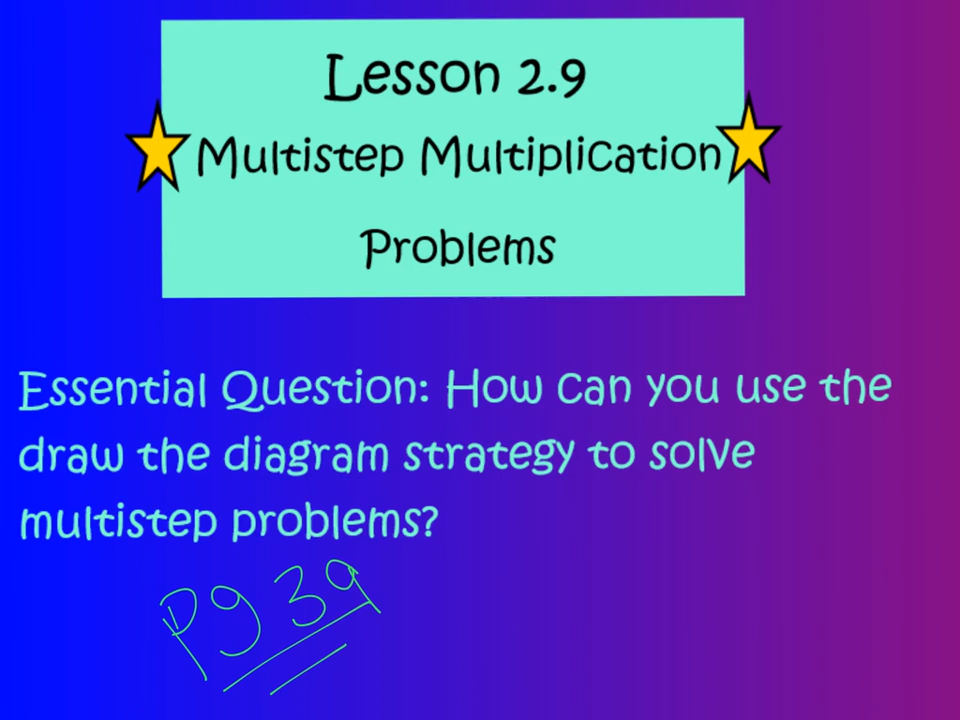 Lesson 2.9
Multistep Multiplication
Problems
Essential Question: How can you use the
draw the diagram strategy to solve
multistep problems?
Pg 39